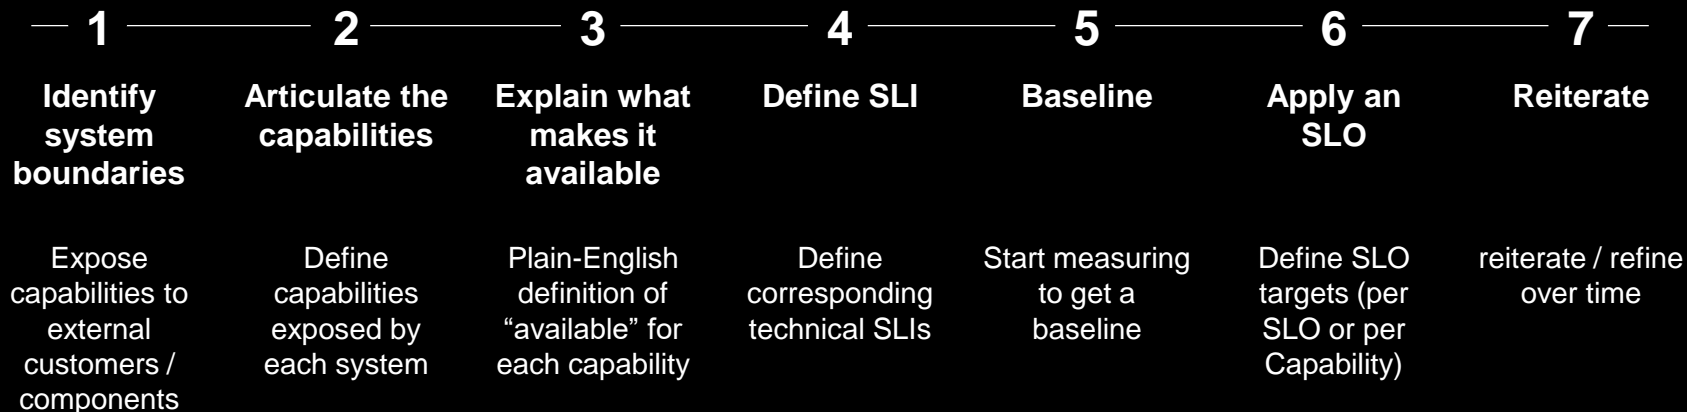 1
2
3
4
5
6
7
Identify
system
boundaries
Articulate the
capabilities
Explain what
makes it
available
Define SLI
Baseline
Apply an
SLO
Reiterate
Expose
capabilities to
external
customers /
components
Define
capabilities
exposed by
each system
Plain-English
definition of
“available” for
each capability
Define
corresponding
technical SLIs
Start measuring
to get a
baseline
Define SLO
targets (per
SLO or per
Capability)
reiterate / refine
over time